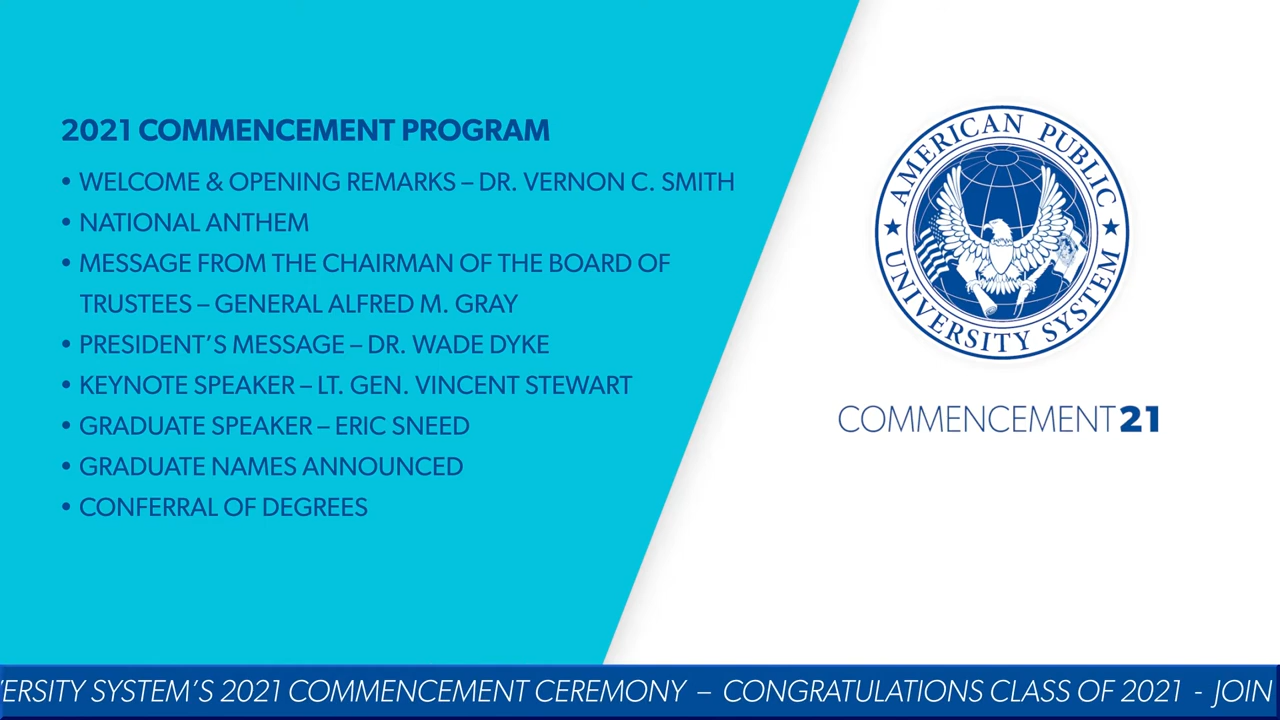 2021 COMMENCEMENT PROGRAM
• WELCOME & OPENING REMARKS – DR. VERNON C. SMITH
• NATIONAL ANTHEM
• MESSAGE FROM THE CHAIRMAN OF THE BOARD OF
TRUSTEES – GENERAL ALFRED M. GRAY
• PRESIDENT'S MESSAGE – DR. WADE DYKE
• KEYNOTE SPEAKER – LT. GEN. VINCENT STEWART
• GRADUATE SPEAKER – ERIC SNEED
• GRADUATE NAMES ANNOUNCED
• CONFERRAL OF DEGREES
AMERICAN PUBLIC
UNIVERSITY SYSTEM
COMMENCEMENT21
VERSITY SYSTEM'S 2021 COMMENCEMENT CEREMONY – CONGRATULATIONS CLASS OF 2021 - JOIN